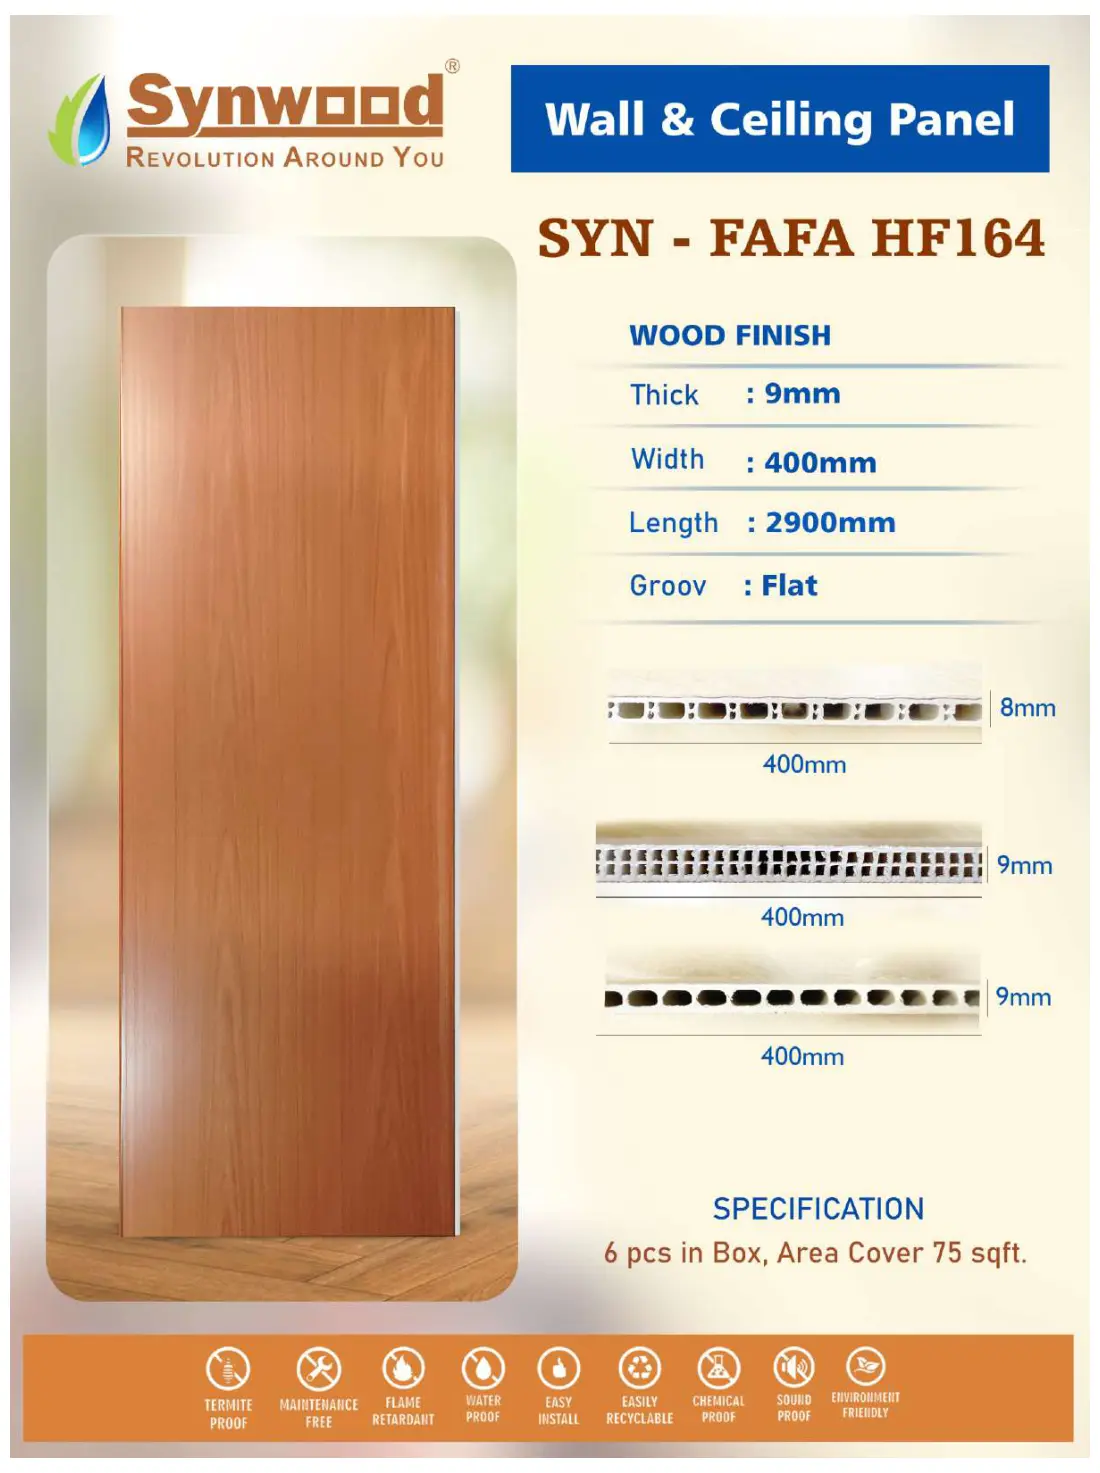 Synwood®
REVOLUTION AROUND YOU
Wall & Ceiling Panel
SYN - FAFA HF164
WOOD FINISH
Thick : 9mm
Width : 400mm
Length : 2900mm
Groov : Flat
8mm
400mm
9mm
400mm
9mm
400mm
SPECIFICATION
6 pcs in Box, Area Cover 75 sqft.
TERMITE
PROOF
MAINTENANCE
FREE
FLAME
RETARDANT
WATER
PROOF
EASY
INSTALL
EASILY
RECYCLABLE
CHEMICAL
PROOF
SOUND
PROOF
ENVIRONMENT
FRIENDLY